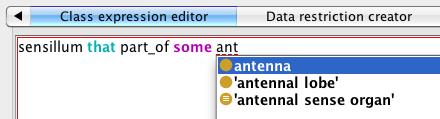 Class expression editor Data restriction creator
sensillum that part_of some ant
antenna
'antennal lobe'
'antennal sense organ'